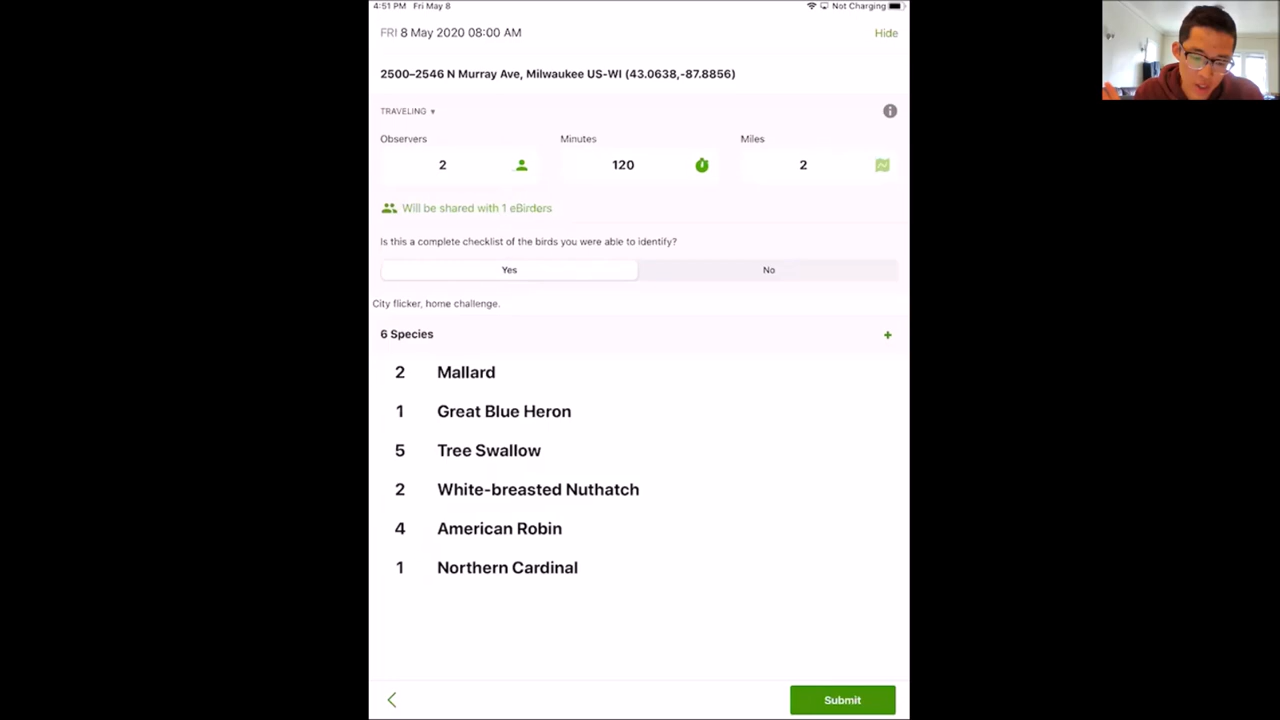 4:51 PM Fri May 8 Not Charging
FRI 8 May 2020 08:00 AM Hide
2500–2546 N Murray Ave, Milwaukee US-WI (43.0638,-87.8856)
TRAVELING
Observers Minutes Miles
2 120 2
Will be shared with 1 eBirders
Is this a complete checklist of the birds you were able to identify?
Yes No
City flicker, home challenge.
6 Species +
2 Mallard
1 Great Blue Heron
5 Tree Swallow
2 White-breasted Nuthatch
4 American Robin
1 Northern Cardinal
Submit